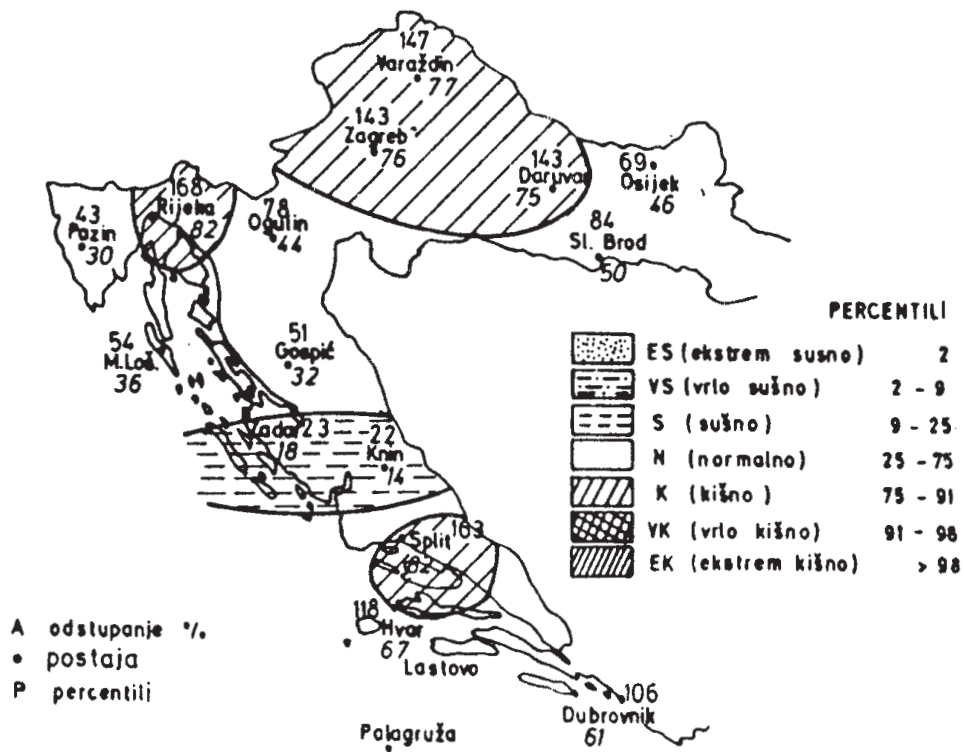 147
Varaždin
77
143
Zagreb
76
143
Daruvar
75
69
Osijek
46
84
Sl. Brod
50
168
Rijeka
82
78
Ogulin
44
43
Pazin
30
54
M.Loš.
36
51
Gospić
32
Zadar 23
18
22
Knin
14
163
Split
82
118
Hvar
67
Lastovo
106
Dubrovnik
61
Palagruža
PERCENTILI
ES (ekstrem susno) 2
VS (vrlo sušno) 2 - 9
S (sušno) 9 - 25
N (normalno) 25 - 75
K (kišno) 75 - 91
VK (vrlo kišno) 91 - 98
EK (ekstrem kišno) > 98
A odstupanje %
• postaja
P percentili